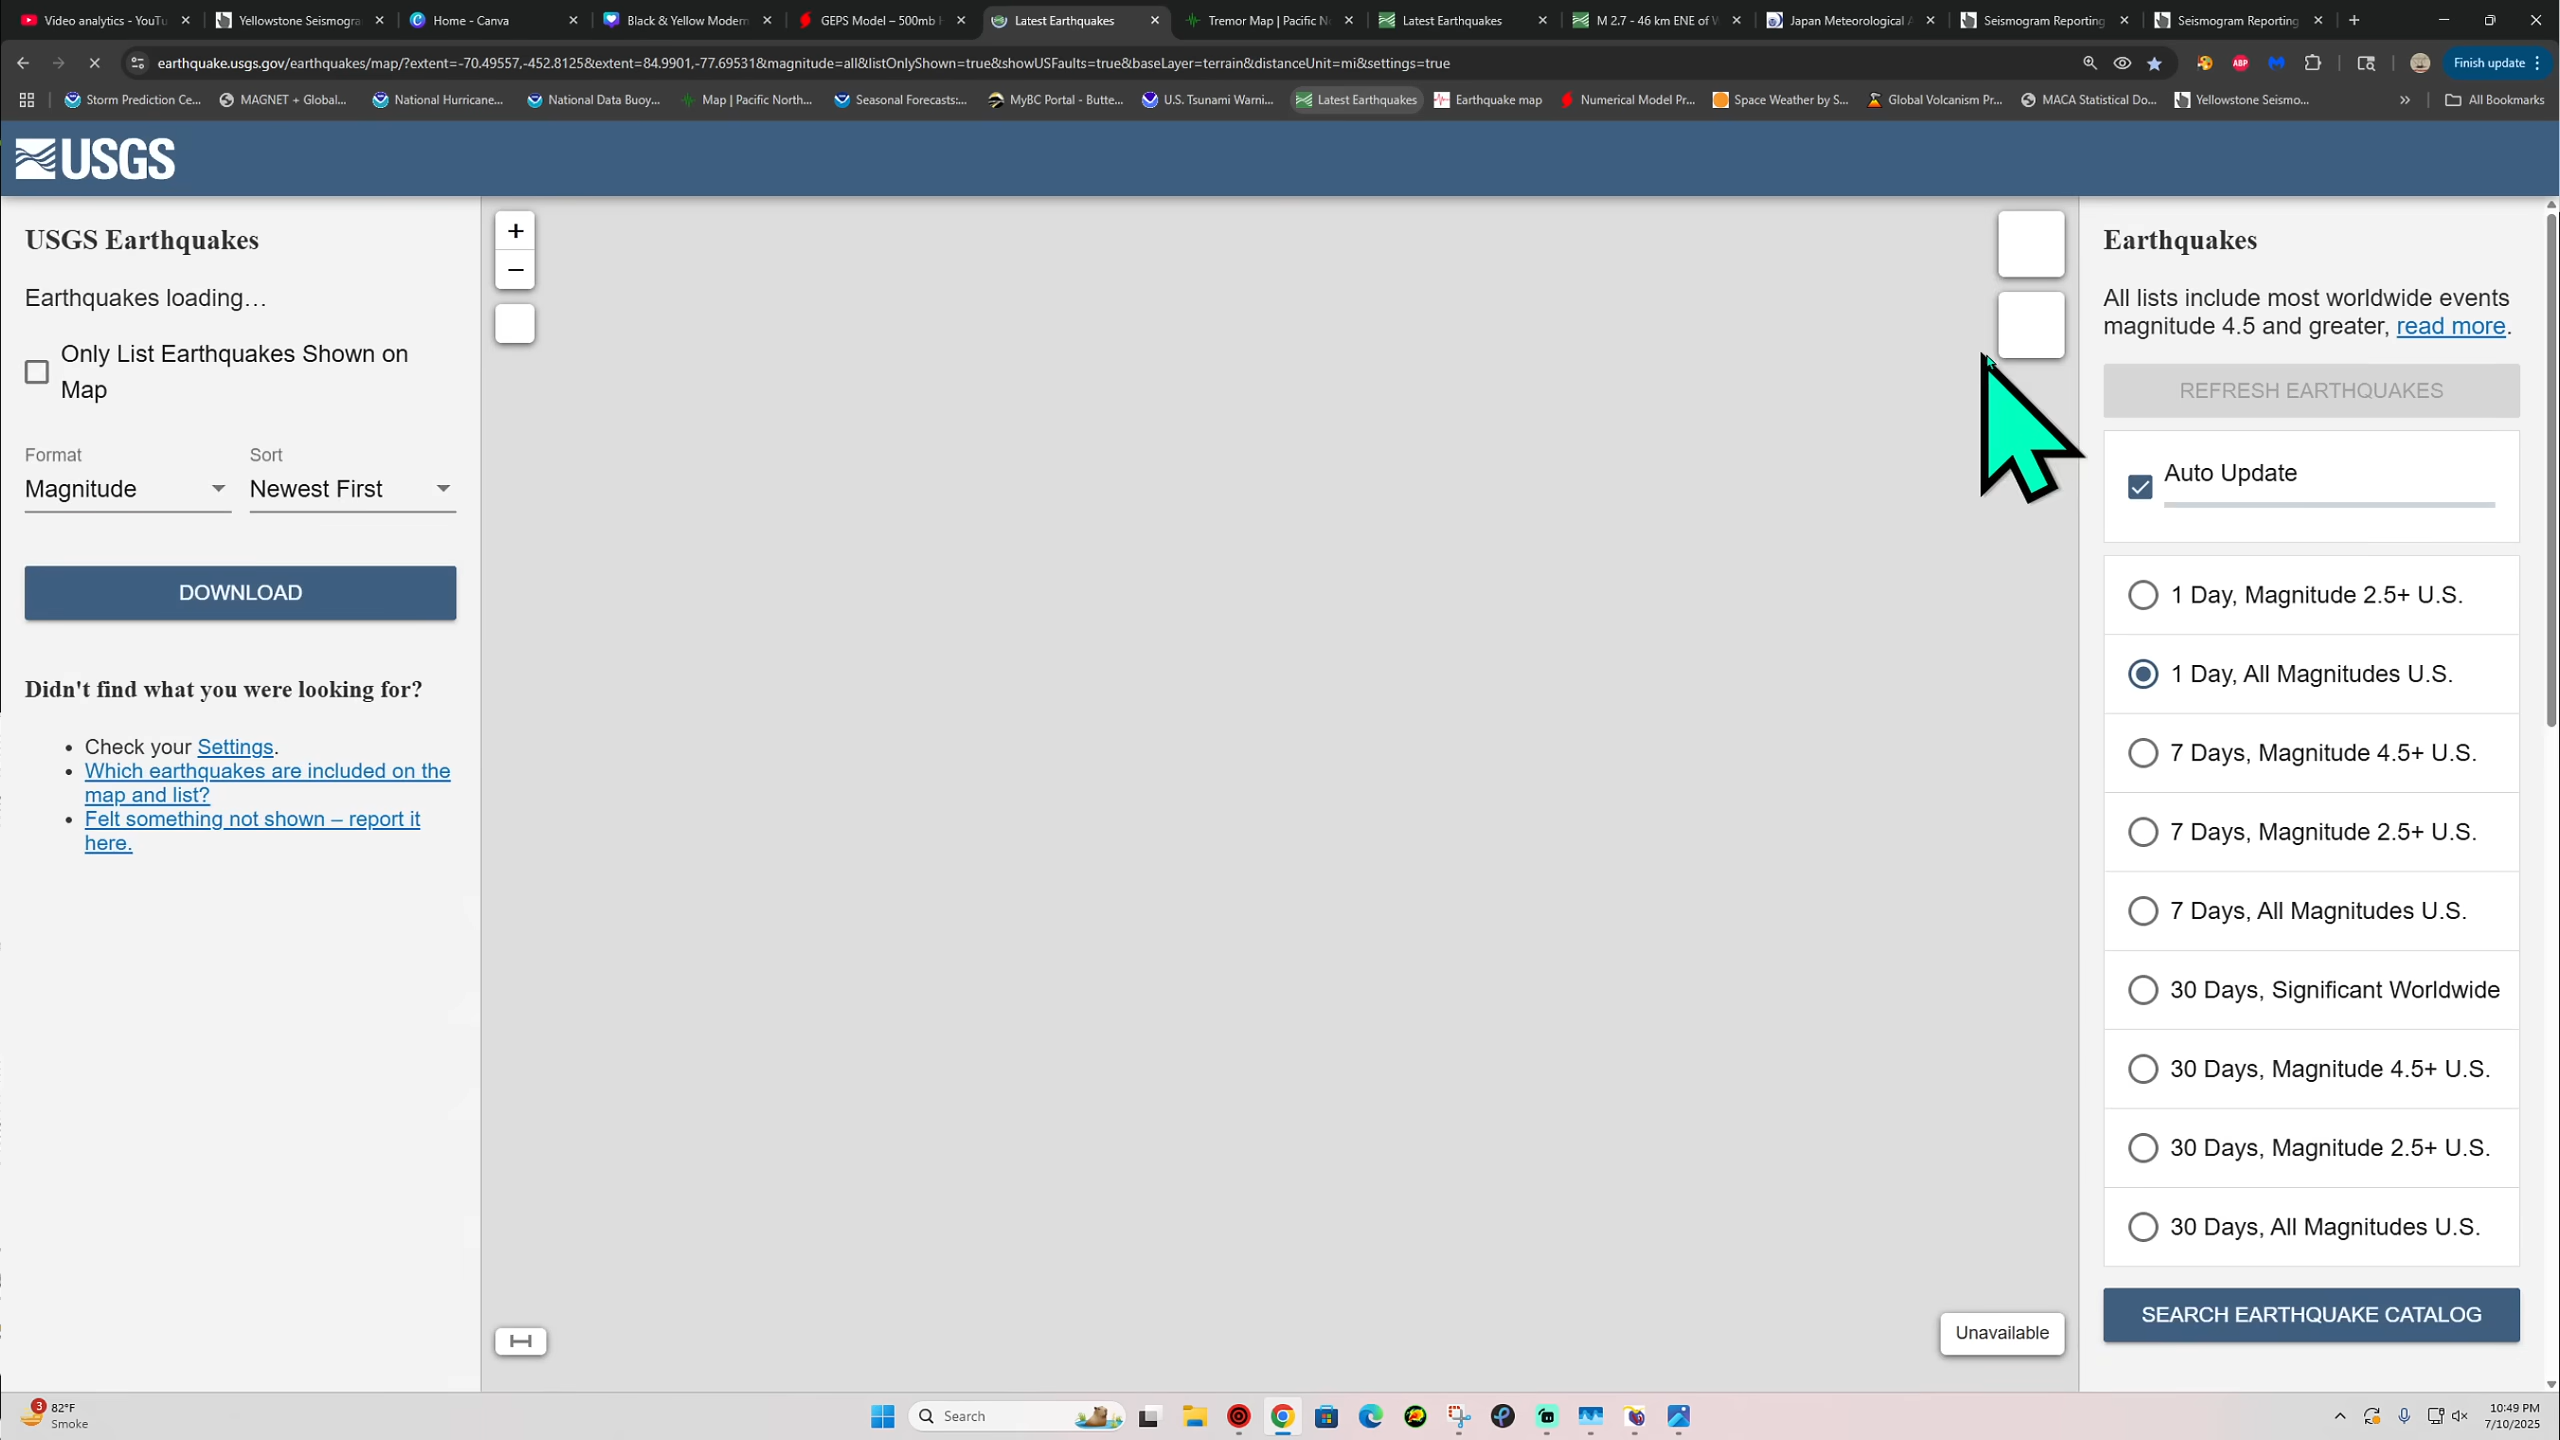 Video analytics - YouTu
Yellowstone Seismogra
Home - Canva
Black & Yellow Modern
GEPS Model – 500mb H
Latest Earthquakes
Tremor Map | Pacific N
Latest Earthquakes
M 2.7 - 46 km ENE of W
Japan Meteorological A
Seismogram Reporting
Seismogram Reporting
earthquake.usgs.gov/earthquakes/map/?extent=-70.49557,-452.8125&extent=84.9901,-77.69531&magnitude=all&listOnlyShown=true&showUSFaults=true&baseLayer=terrain&distanceUnit=mi&settings=true
ABP
Finish update
Storm Prediction Ce...
MAGNET + Global...
National Hurricane...
National Data Buoy...
Map | Pacific North...
Seasonal Forecasts:...
MyBC Portal - Butte...
U.S. Tsunami Warni...
Latest Earthquakes
Earthquake map
Numerical Model Pr...
Space Weather by S...
Global Volcanism Pr...
MACA Statistical Do...
Yellowstone Seismo...
»
All Bookmarks
USGS
USGS Earthquakes
Earthquakes loading…
Only List Earthquakes Shown on
Map
Format
Sort
Magnitude
Newest First
DOWNLOAD
Didn't find what you were looking for?
• Check your Settings.
• Which earthquakes are included on the
map and list?
• Felt something not shown – report it
here.
+
−
Unavailable
Earthquakes
All lists include most worldwide events
magnitude 4.5 and greater, read more.
REFRESH EARTHQUAKES
Auto Update
1 Day, Magnitude 2.5+ U.S.
1 Day, All Magnitudes U.S.
7 Days, Magnitude 4.5+ U.S.
7 Days, Magnitude 2.5+ U.S.
7 Days, All Magnitudes U.S.
30 Days, Significant Worldwide
30 Days, Magnitude 4.5+ U.S.
30 Days, Magnitude 2.5+ U.S.
30 Days, All Magnitudes U.S.
SEARCH EARTHQUAKE CATALOG
3
82°F
Smoke
Search
10:49 PM
7/10/2025